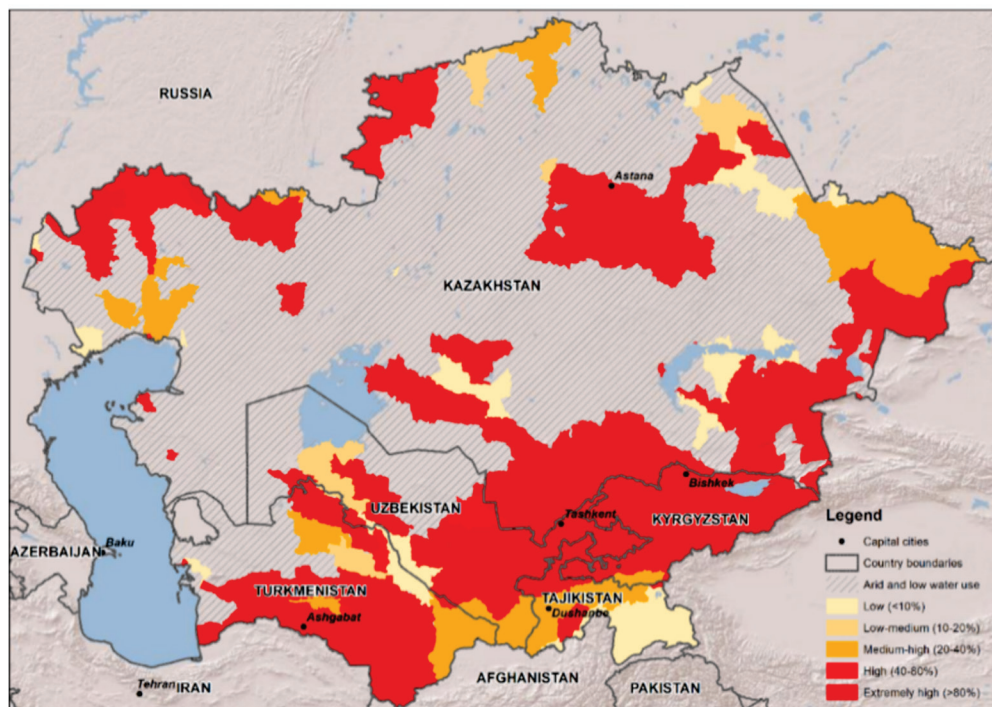 RUSSIA
Astana
KAZAKHSTAN
Bishkek
UZBEKISTAN
Tashkent
KYRGYZSTAN
AZERBAIJAN
Baku
TURKMENISTAN
TAJIKISTAN
Dushanbe
Ashgabat
AFGHANISTAN
Tehran
IRAN
PAKISTAN
Legend
Capital cities
Country boundaries
Arid and low water use
Low (<10%)
Low-medium (10-20%)
Medium-high (20-40%)
High (40-80%)
Extremely high (>80%)